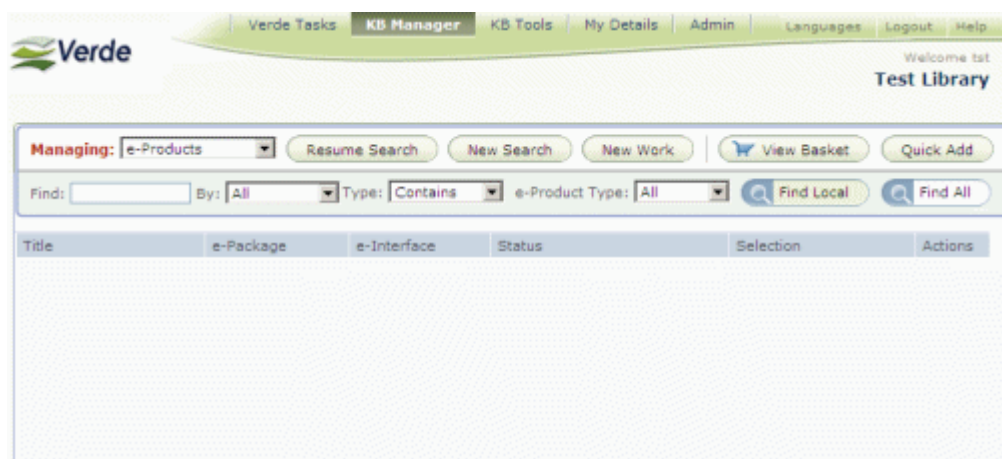 Verde Tasks KB Manager KB Tools My Details Admin Languages Logout Help
Verde
Welcome tst
Test Library
Managing: e-Products Resume Search New Search New Work View Basket Quick Add
Find: By: All Type: Contains e-Product Type: All Find Local Find All
Title e-Package e-Interface Status Selection Actions